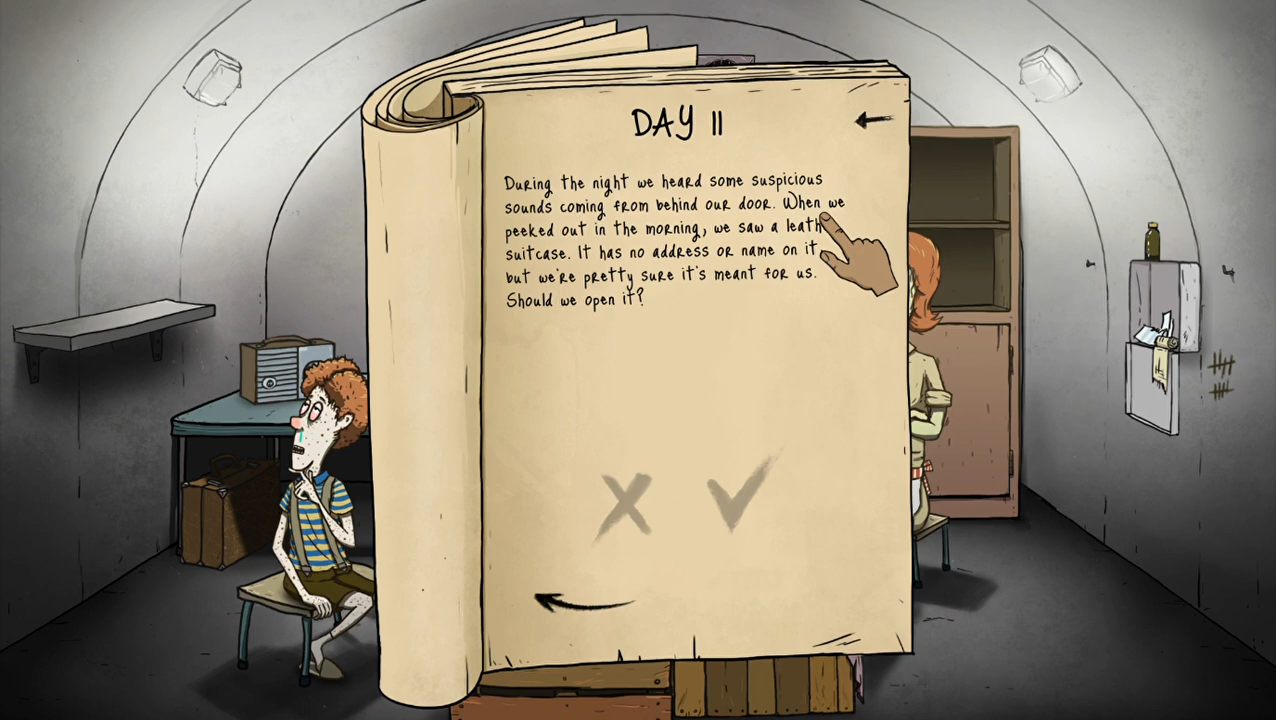 DAY 11
During the night we heard some suspicious
sounds coming from behind our door. When we
peeked out in the morning, we saw a leath
suitcase. It has no address or name on it
but we're pretty sure it's meant for us.
Should we open it?